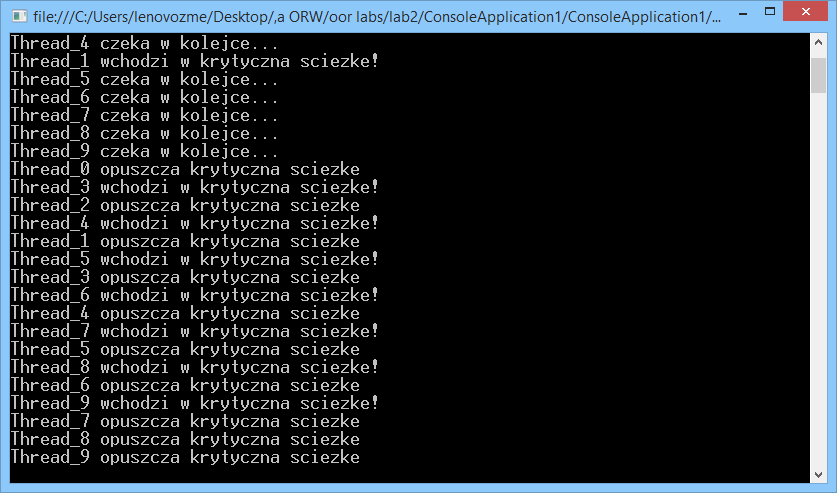 file:///C:/Users/lenovozme/Desktop/,a ORW/oor labs/lab2/ConsoleApplication1/ConsoleApplication1/...
Thread_4 czeka w kolejce...
Thread_1 wchodzi w krytyczna sciezke!
Thread_5 czeka w kolejce...
Thread_6 czeka w kolejce...
Thread_7 czeka w kolejce...
Thread_8 czeka w kolejce...
Thread_9 czeka w kolejce...
Thread_0 opuszcza krytyczna sciezke
Thread_3 wchodzi w krytyczna sciezke!
Thread_2 opuszcza krytyczna sciezke
Thread_4 wchodzi w krytyczna sciezke!
Thread_1 opuszcza krytyczna sciezke
Thread_5 wchodzi w krytyczna sciezke!
Thread_3 opuszcza krytyczna sciezke
Thread_6 wchodzi w krytyczna sciezke!
Thread_4 opuszcza krytyczna sciezke
Thread_7 wchodzi w krytyczna sciezke!
Thread_5 opuszcza krytyczna sciezke
Thread_8 wchodzi w krytyczna sciezke!
Thread_6 opuszcza krytyczna sciezke
Thread_9 wchodzi w krytyczna sciezke!
Thread_7 opuszcza krytyczna sciezke
Thread_8 opuszcza krytyczna sciezke
Thread_9 opuszcza krytyczna sciezke